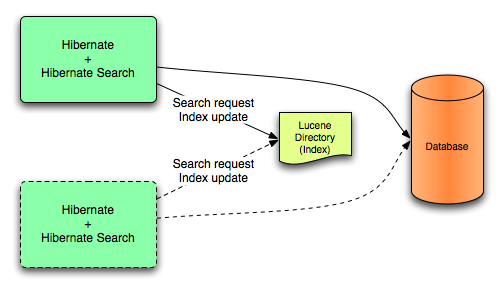 Hibernate
+
Hibernate Search
Search request
Index update
Lucene
Directory
(Index)
Database
Search request
Index update
Hibernate
+
Hibernate Search